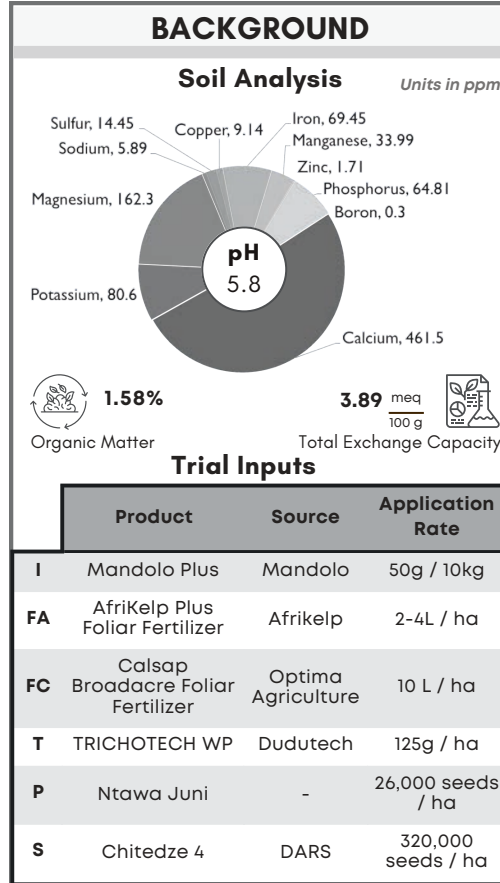 BACKGROUND
Soil Analysis
Units in ppm
Sulfur, 14.45
Copper, 9.14
Iron, 69.45
Sodium, 5.89
Manganese, 33.99
Zinc, 1.71
Magnesium, 162.3
Phosphorus, 64.81
Boron, 0.3
pH
5.8
Potassium, 80.6
Calcium, 461.5
1.58%
Organic Matter
3.89 meq
100 g
Total Exchange Capacity
Trial Inputs
Product Source Application
Rate
I Mandolo Plus Mandolo 50g / 10kg
FA AfriKelp Plus
Foliar Fertilizer Afrikelp 2-4L / ha
FC Calsap
Broadacre Foliar
Fertilizer Optima
Agriculture 10 L / ha
T TRICHOTECH WP Dudutech 125g / ha
P Ntawa Juni - 26,000 seeds
/ ha
S Chitedze 4 DARS 320,000
seeds / ha